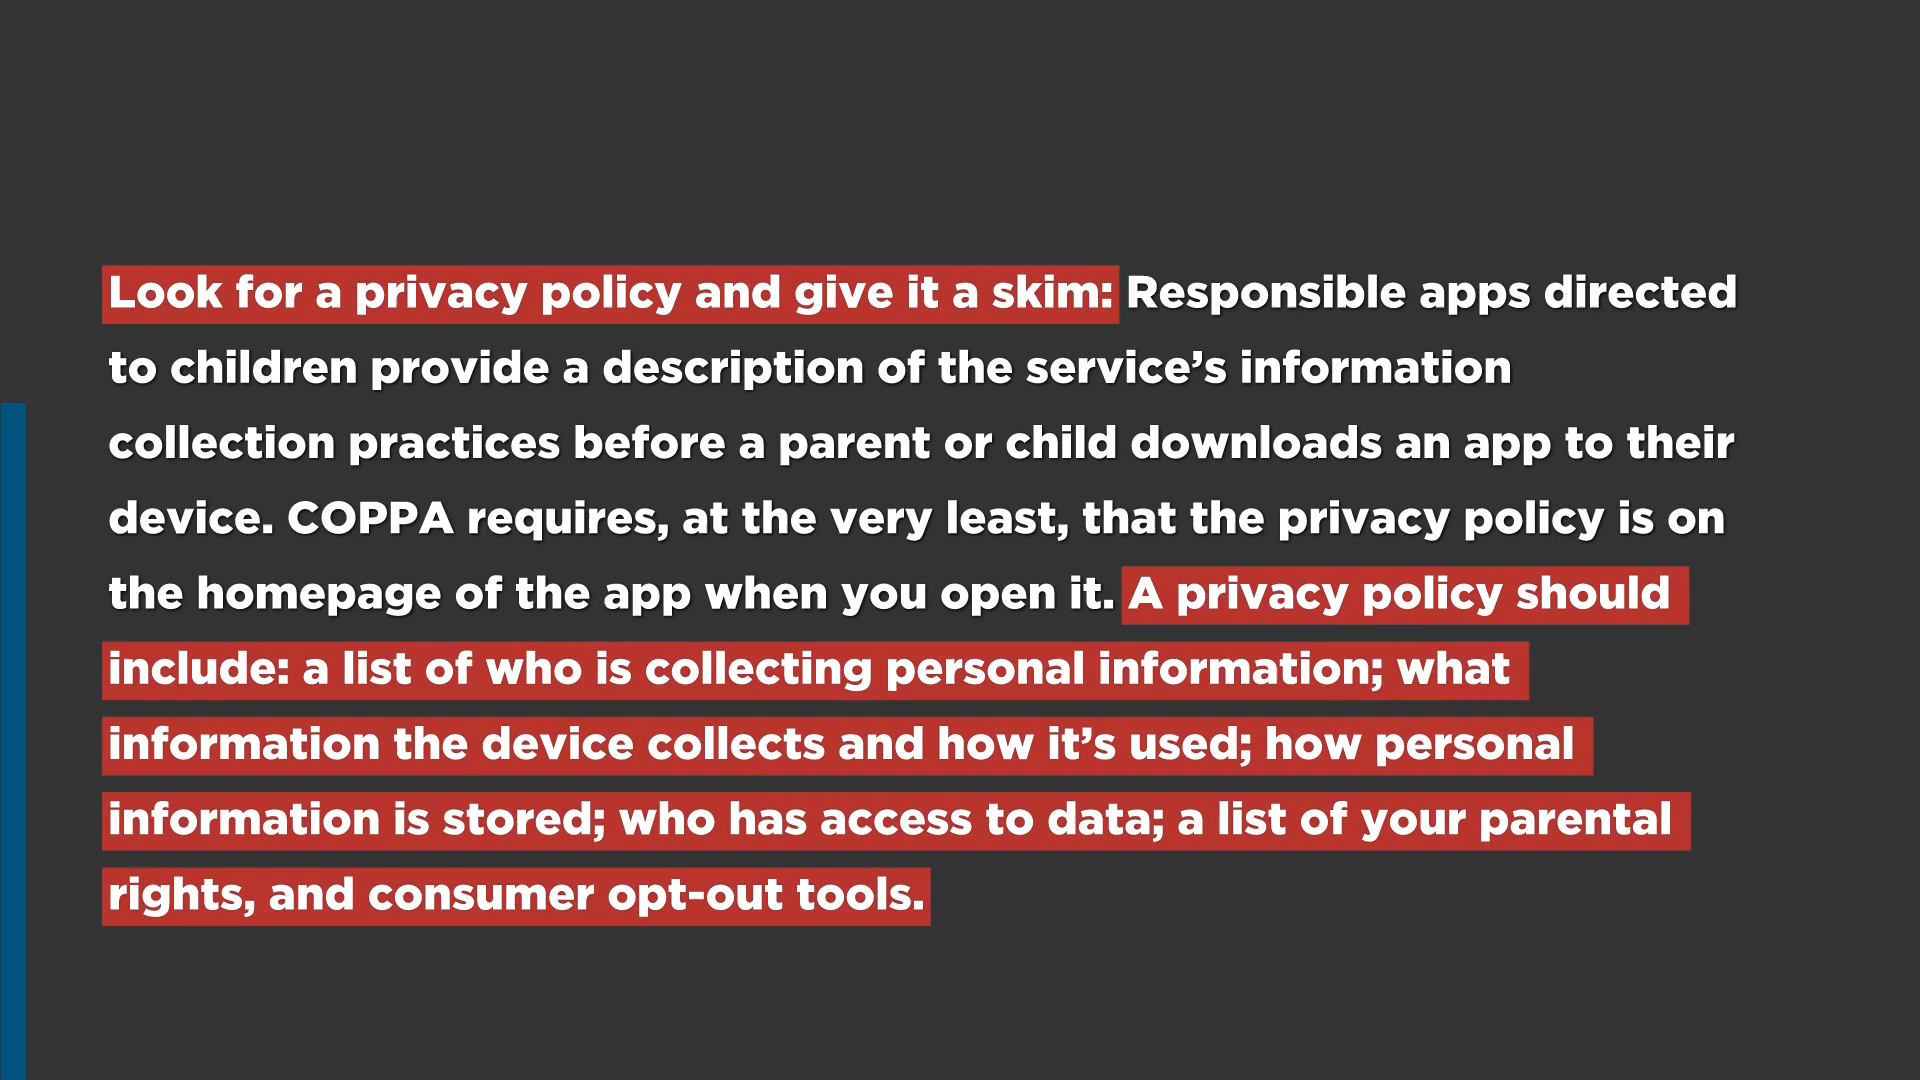 Look for a privacy policy and give it a skim: Responsible apps directed
to children provide a description of the service’s information
collection practices before a parent or child downloads an app to their
device. COPPA requires, at the very least, that the privacy policy is on
the homepage of the app when you open it. A privacy policy should
include: a list of who is collecting personal information; what
information the device collects and how it’s used; how personal
information is stored; who has access to data; a list of your parental
rights, and consumer opt-out tools.